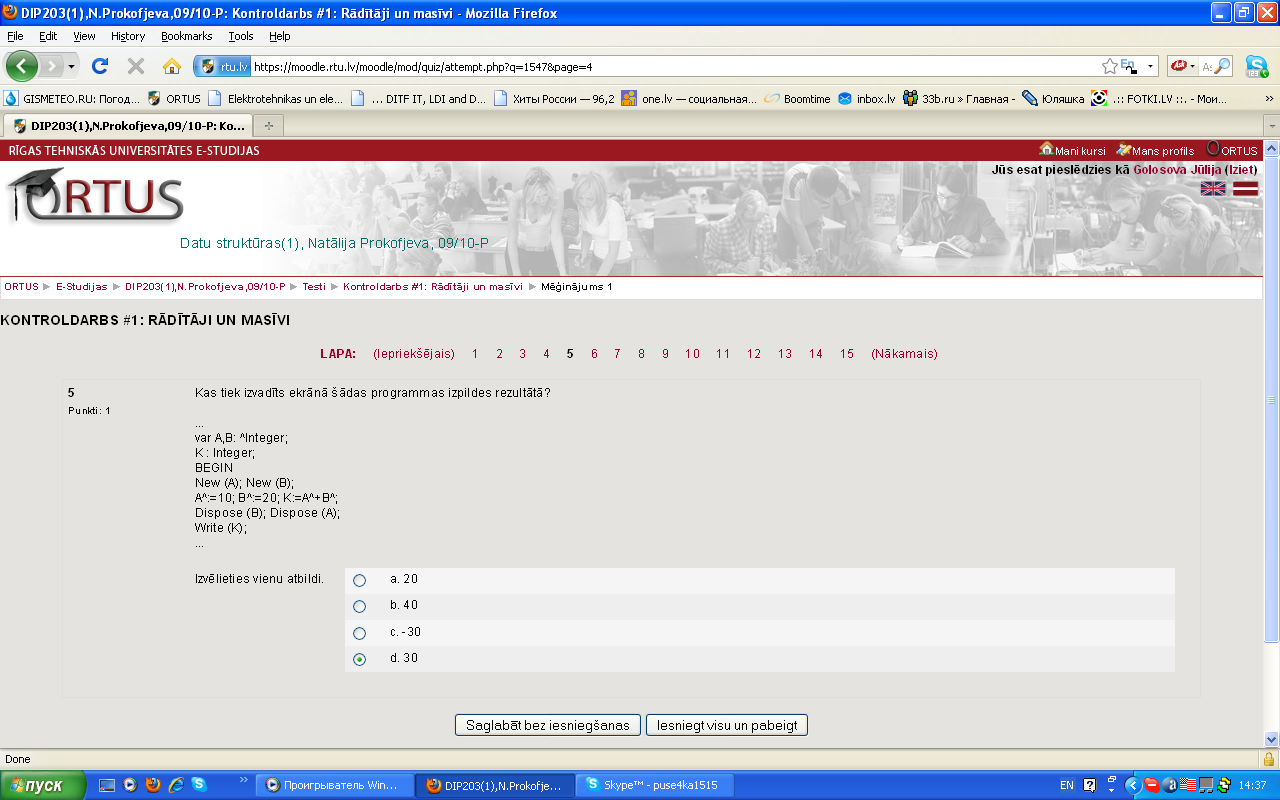 DIP203(1),N.Prokofjeva,09/10-P: Kontroldarbs #1: Rādītāji un masīvi - Mozilla Firefox
File Edit View History Bookmarks Tools Help
rtu.lv https://moodle.rtu.lv/moodle/mod/quiz/attempt.php?q=1547&page=4
GISMETEO.RU: Погод... ORTUS Elektrotehnikas un ele... ... DITF IT, LDI and D... Хиты России — 96,2 one.lv — социальная... Boomtime inbox.lv 33b.ru » Главная - Юляшка .:: FOTKI.LV ::. - Мои... »
DIP203(1),N.Prokofjeva,09/10-P: Ko...
RĪGAS TEHNISKĀS UNIVERSITĀTES E-STUDIJAS Mani kursi Mans profils ORTUS
Jūs esat pieslēdzies kā Golosova Jūlija (Iziet)
ORTUS
Datu struktūras(1), Natālija Prokofjeva, 09/10-P
ORTUS ► E-Studijas ► DIP203(1),N.Prokofjeva,09/10-P ► Testi ► Kontroldarbs #1: Rādītāji un masīvi ► Mēģinājums 1
KONTROLDARBS #1: RĀDĪTĀJI UN MASĪVI
LAPA: (Iepriekšējais) 1 2 3 4 5 6 7 8 9 10 11 12 13 14 15 (Nākamais)
5 Kas tiek izvadīts ekrānā šādas programmas izpildes rezultātā?
Punkti: 1
...
var A,B: ^Integer;
K : Integer;
BEGIN
New (A); New (B);
A^:=10; B^:=20; K:=A^+B^;
Dispose (B); Dispose (A);
Write (K);
...
Izvēlieties vienu atbildi. a. 20
b. 40
c. -30
d. 30
Saglabāt bez iesniegšanas Iesniegt visu un pabeigt
Done
пуск » Проигрыватель Win... DIP203(1),N.Prokofje... Skype™ - puse4ka1515 EN 14:37